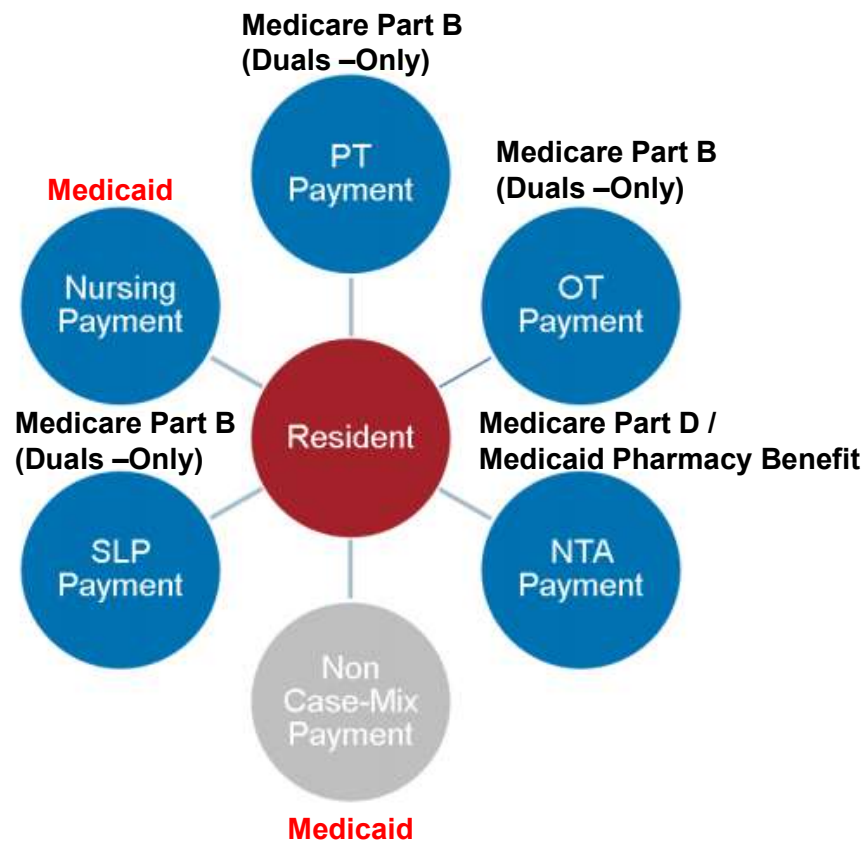 Medicare Part B
(Duals –Only)
PT
Payment
Medicare Part B
(Duals –Only)
OT
Payment
Medicaid
Nursing
Payment
Resident
Medicare Part B
(Duals –Only)
SLP
Payment
Medicare Part D /
Medicaid Pharmacy Benefit
NTA
Payment
Non
Case-Mix
Payment
Medicaid